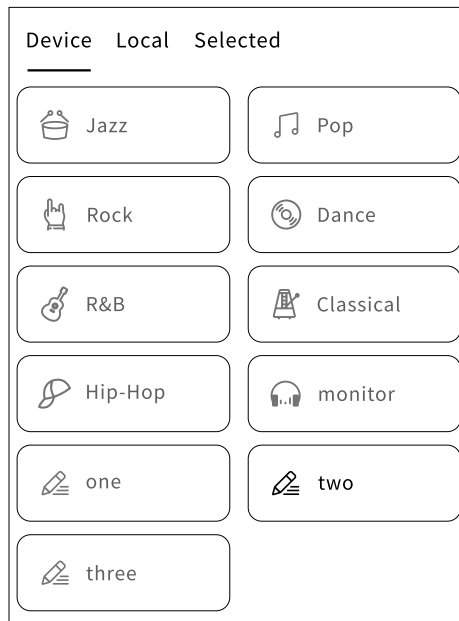 Device Local Selected
Jazz Pop
Rock Dance
R&B Classical
Hip-Hop monitor
one two
three